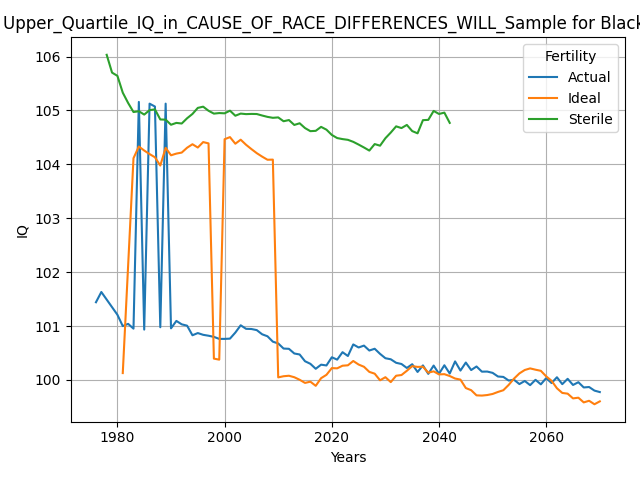 Upper_Quartile_IQ_in_CAUSE_OF_RACE_DIFFERENCES_WILL_Sample for Black
Fertility
Actual
Ideal
Sterile
106
105
104
103
102
101
100
IQ
1980
2000
2020
2040
2060
Years